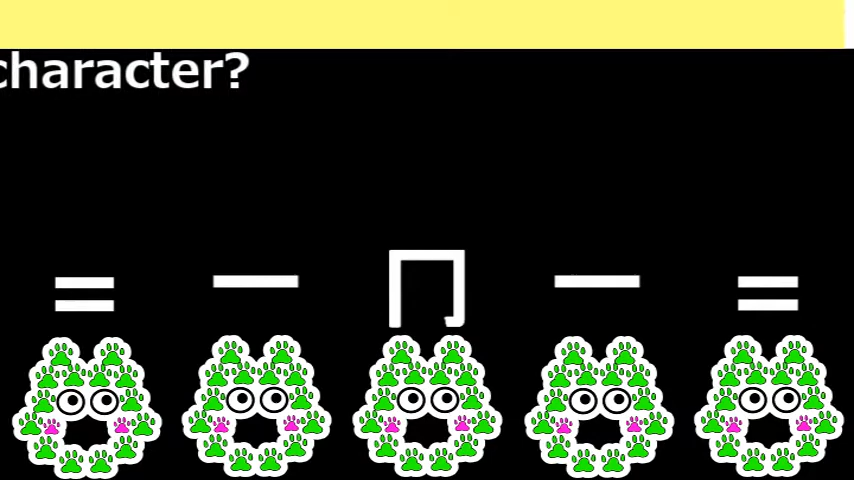 character?
= 一 冂 一 =